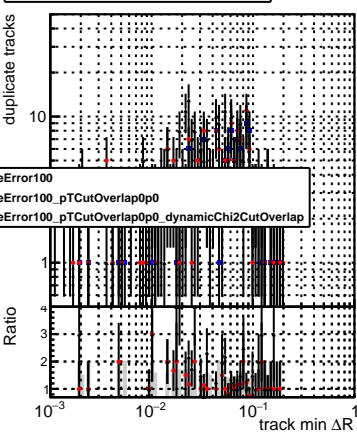 duplicate tracks
10
eError100
eError100_pTCutOverlap0p0
eError100_pTCutOverlap0p0_dynamicChi2CutOverlap
1
Ratio
4
3
2
1
10−3
10−2
10−1
1
track min ΔR